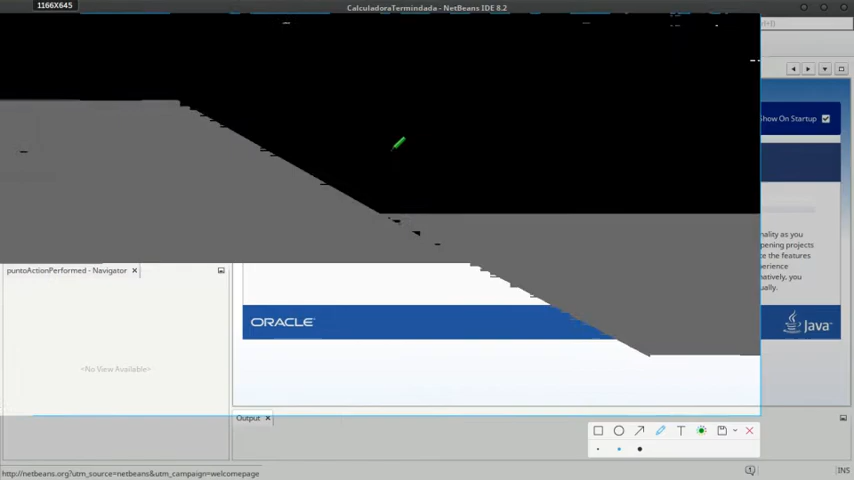 1166X645
CalculadoraTermindada - NetBeans IDE 8.2
Show On Startup
puntoActionPerformed - Navigator
nality as you
pening projects
te the features
perience
natively, you
ually.
ORACLE
Java
<No View Available>
Output
T
http://netbeans.org?utm_source=netbeans&utm_campaign=welcomepage
INS